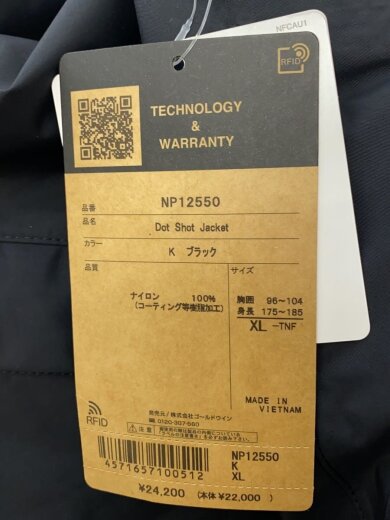 NFCAU1
RFID
TECHNOLOGY
&
WARRANTY
品番 NP12550
品名 Dot Shot Jacket
カラー K ブラック
品質 サイズ
ナイロン 100%
(コーティング等樹脂加工)
胸囲 96〜104
身長 175〜185
XL -TNF
MADE IN
VIETNAM
RFID
発売元/株式会社ゴールドウイン
0120-307-560
注意
NP12550
K
XL
4571657100512
¥24,200 (本体¥22,000)